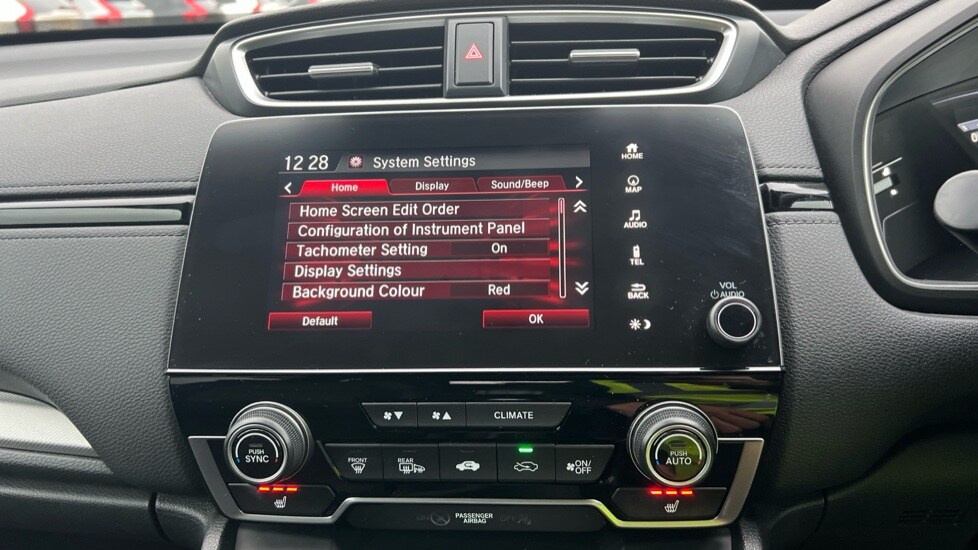 12 28 System Settings
Home Display Sound/Beep
Home Screen Edit Order
Configuration of Instrument Panel
Tachometer Setting On
Display Settings
Background Colour Red
Default OK
HOME
MAP
AUDIO
TEL
BACK
VOL
AUDIO
CLIMATE
PUSH
SYNC
FRONT
REAR
ON/
OFF
PUSH
AUTO
PASSENGER
AIRBAG